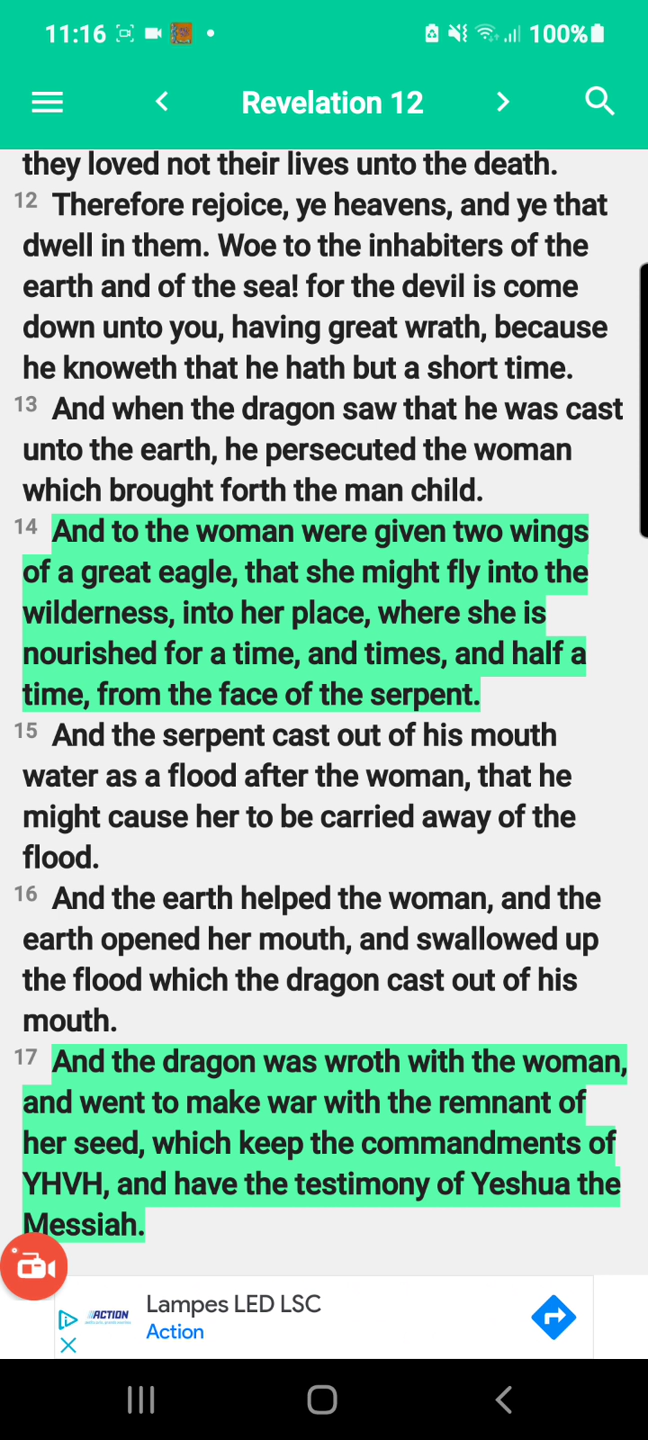 11:16
100%
Revelation 12
they loved not their lives unto the death.
12 Therefore rejoice, ye heavens, and ye that
dwell in them. Woe to the inhabiters of the
earth and of the sea! for the devil is come
down unto you, having great wrath, because
he knoweth that he hath but a short time.
13 And when the dragon saw that he was cast
unto the earth, he persecuted the woman
which brought forth the man child.
14 And to the woman were given two wings
of a great eagle, that she might fly into the
wilderness, into her place, where she is
nourished for a time, and times, and half a
time, from the face of the serpent.
15 And the serpent cast out of his mouth
water as a flood after the woman, that he
might cause her to be carried away of the
flood.
16 And the earth helped the woman, and the
earth opened her mouth, and swallowed up
the flood which the dragon cast out of his
mouth.
17 And the dragon was wroth with the woman,
and went to make war with the remnant of
her seed, which keep the commandments of
YHVH, and have the testimony of Yeshua the
Messiah.
ACTION
Lampes LED LSC
Action